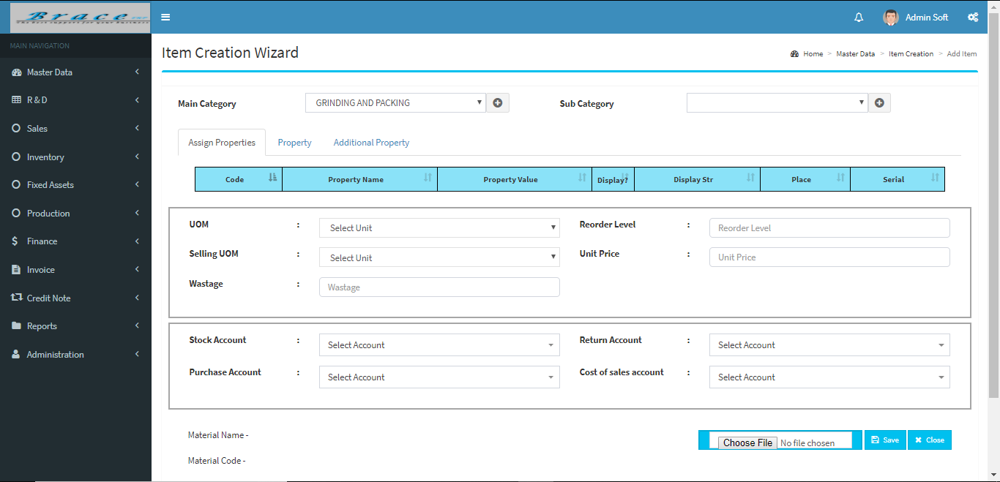 Brace ERP
The best support for your business
Admin Soft
MAIN NAVIGATION
Item Creation Wizard
Home > Master Data > Item Creation > Add Item
Master Data
R & D
Sales
Inventory
Fixed Assets
Production
Finance
Invoice
Credit Note
Reports
Administration
Main Category GRINDING AND PACKING Sub Category
Assign Properties Property Additional Property
Code Property Name Property Value Display? Display Str Place Serial
UOM : Select Unit Reorder Level : Reorder Level
Selling UOM : Select Unit Unit Price : Unit Price
Wastage : Wastage
Stock Account : Select Account Return Account : Select Account
Purchase Account : Select Account Cost of sales account : Select Account
Material Name - Choose File No file chosen Save Close
Material Code -